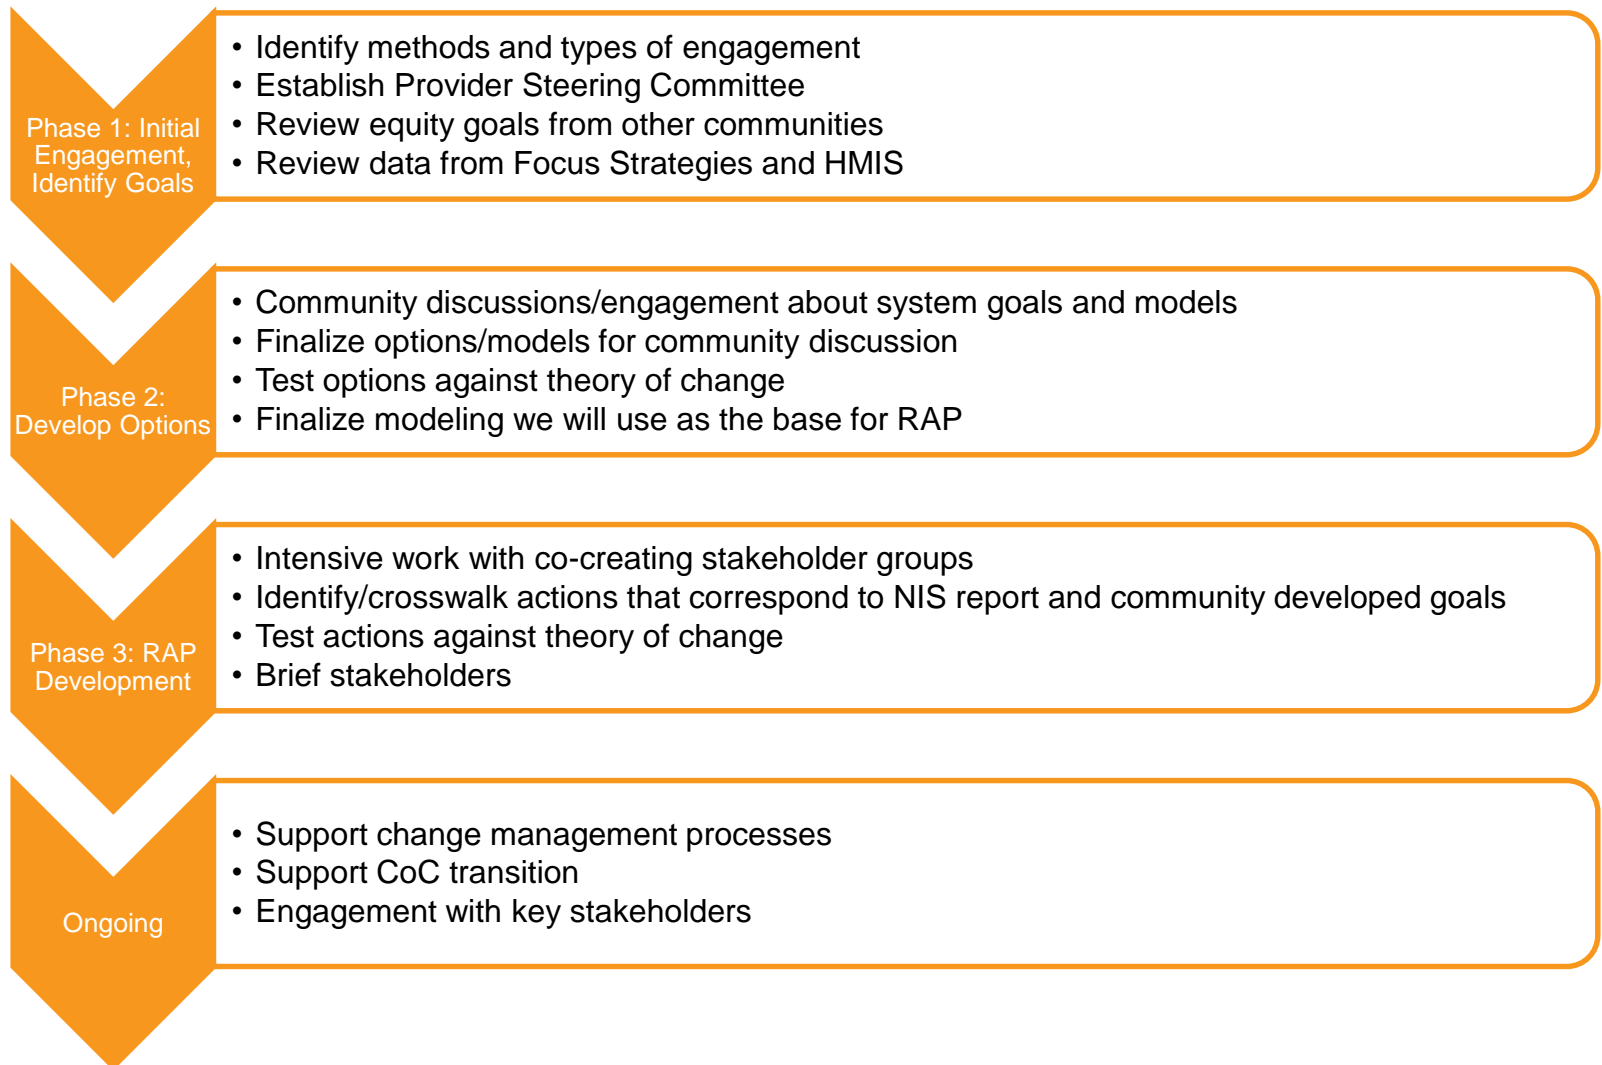 Phase 1: Initial
Engagement,
Identify Goals
• Identify methods and types of engagement
• Establish Provider Steering Committee
• Review equity goals from other communities
• Review data from Focus Strategies and HMIS
Phase 2:
Develop Options
• Community discussions/engagement about system goals and models
• Finalize options/models for community discussion
• Test options against theory of change
• Finalize modeling we will use as the base for RAP
Phase 3: RAP
Development
• Intensive work with co-creating stakeholder groups
• Identify/crosswalk actions that correspond to NIS report and community developed goals
• Test actions against theory of change
• Brief stakeholders
Ongoing
• Support change management processes
• Support CoC transition
• Engagement with key stakeholders